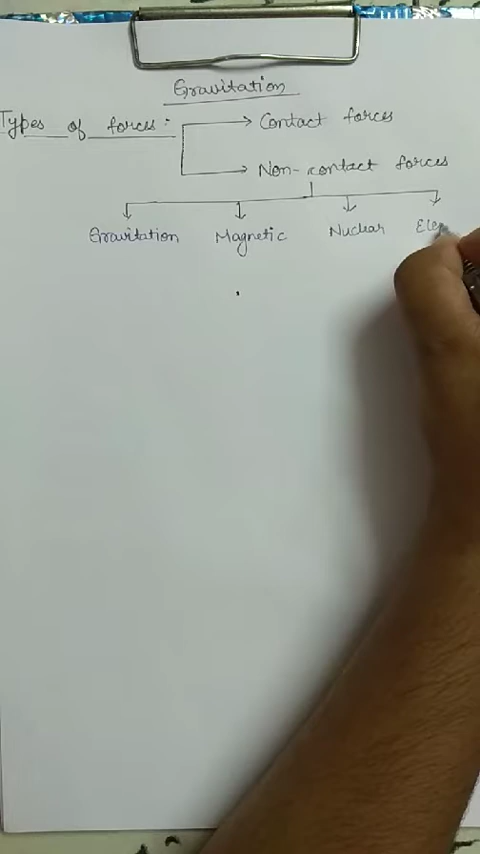 Gravitation
Types of forces:
Contact forces
Non-contact forces
Gravitation Magnetic Nuclear